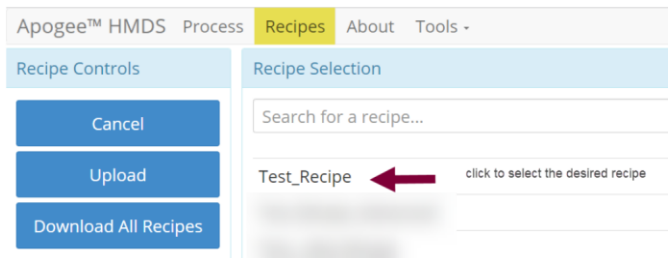 Apogee™ HMDS Process Recipes About Tools
Recipe Controls
Recipe Selection
Cancel
Search for a recipe...
Upload
Test_Recipe
click to select the desired recipe
Download All Recipes